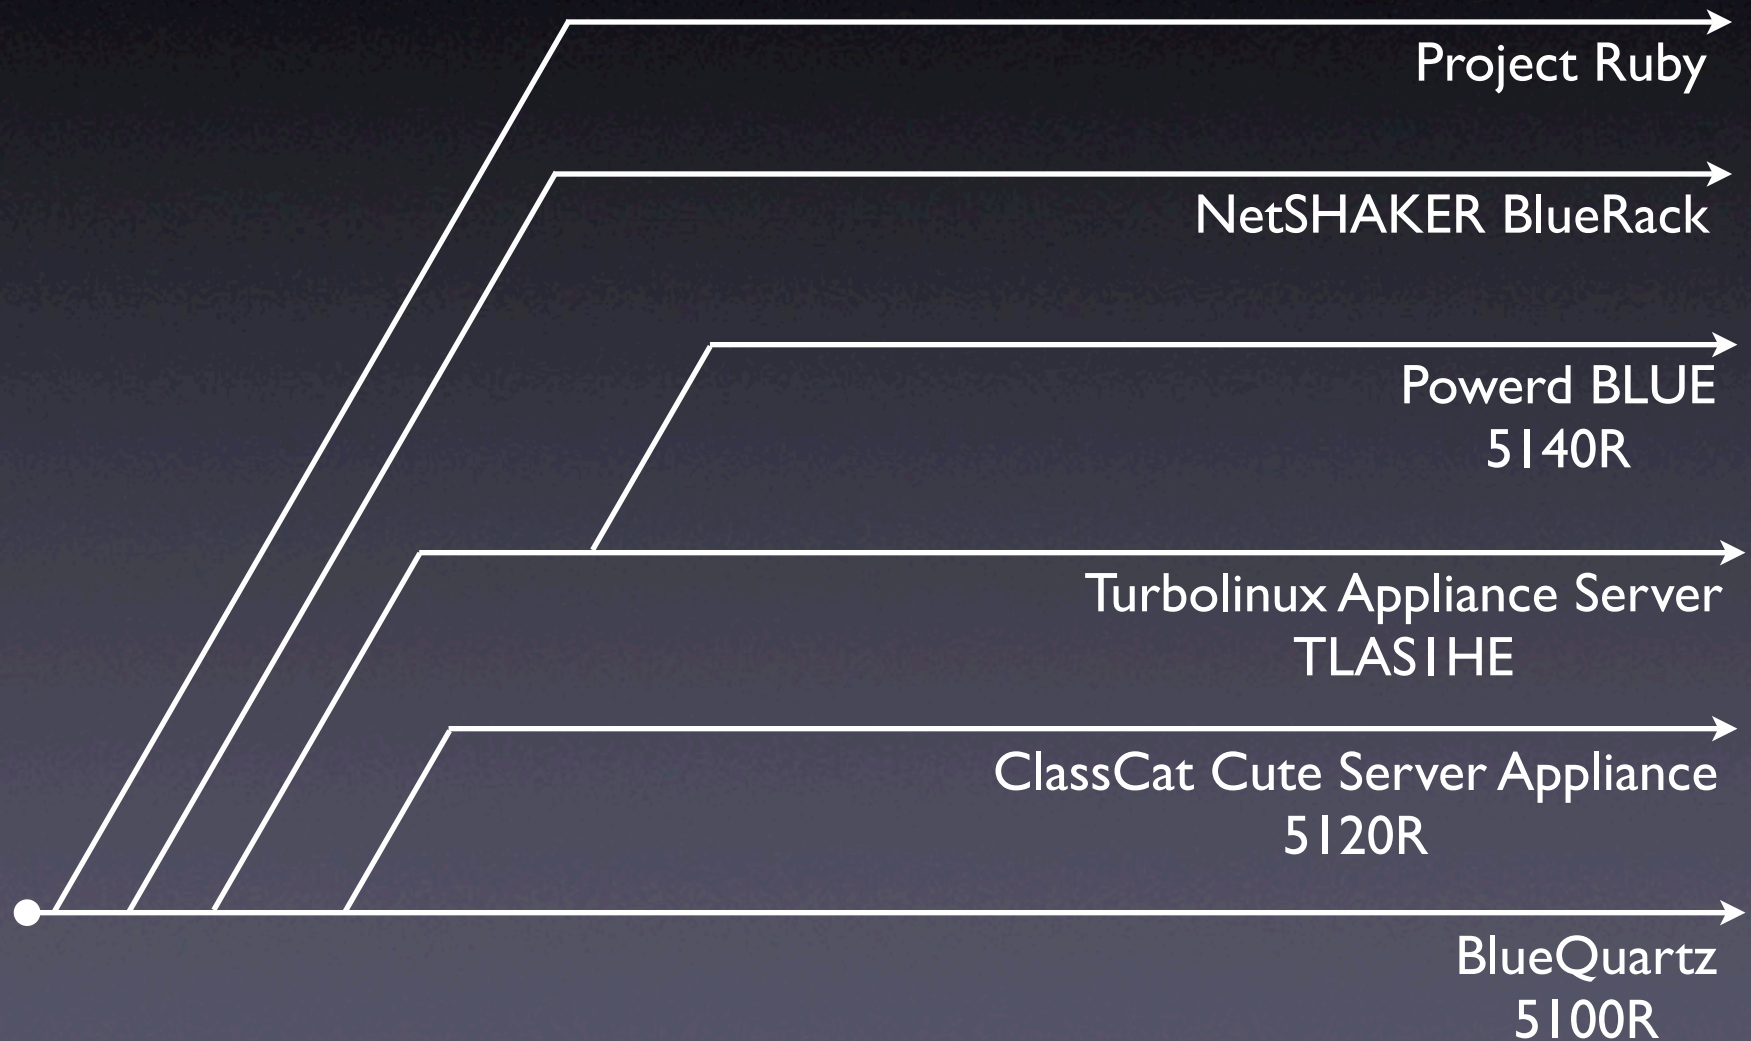 Project Ruby
NetSHAKER BlueRack
Powerd BLUE
5140R
Turbolinux Appliance Server
TLAS1HE
ClassCat Cute Server Appliance
5120R
BlueQuartz
5100R